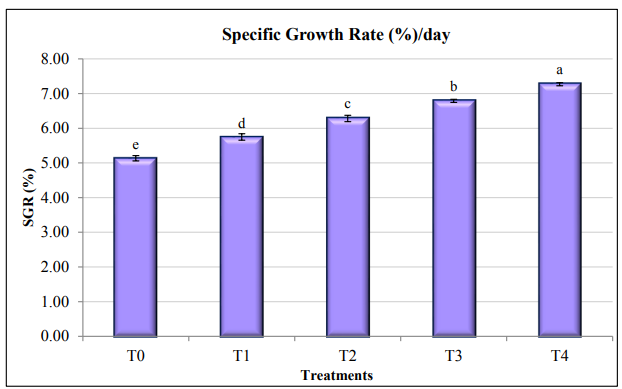 Specific Growth Rate (%)/day
8.00
7.00
6.00
5.00
4.00
3.00
2.00
1.00
0.00
SGR (%)
e
d
c
b
a
T0 T1 T2 T3 T4
Treatments